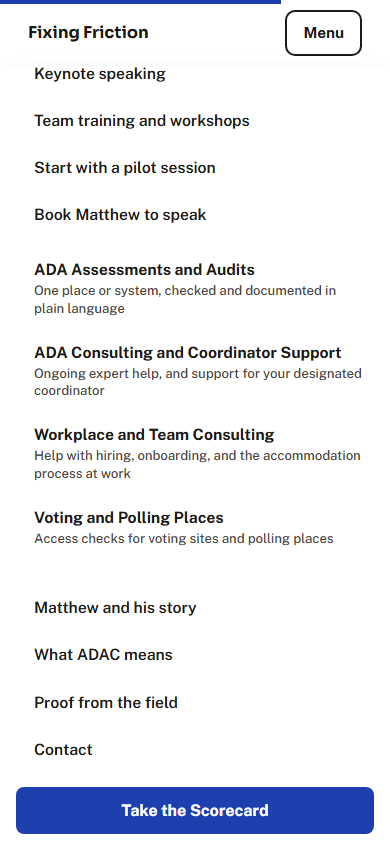 Fixing Friction
Menu
Keynote speaking
Team training and workshops
Start with a pilot session
Book Matthew to speak
ADA Assessments and Audits
One place or system, checked and documented in
plain language
ADA Consulting and Coordinator Support
Ongoing expert help, and support for your designated
coordinator
Workplace and Team Consulting
Help with hiring, onboarding, and the accommodation
process at work
Voting and Polling Places
Access checks for voting sites and polling places
Matthew and his story
What ADAC means
Proof from the field
Contact
Take the Scorecard